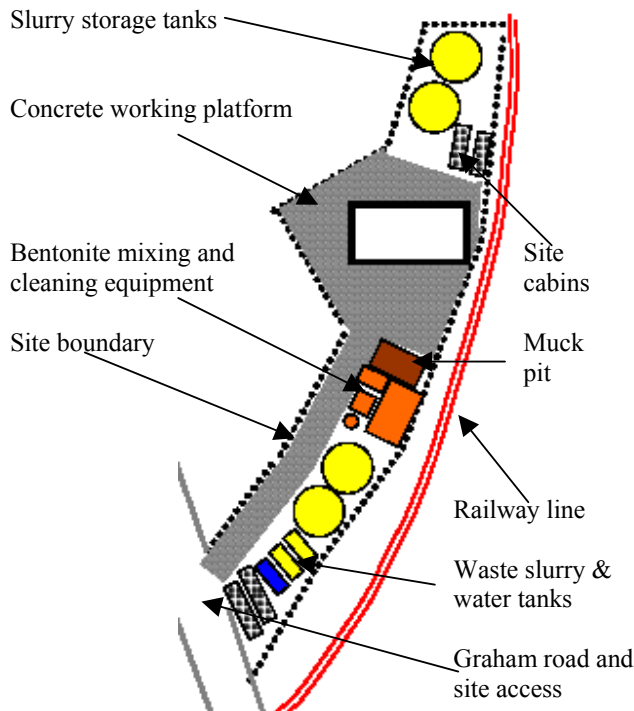 Slurry storage tanks
Concrete working platform
Bentonite mixing and
cleaning equipment
Site
cabins
Site boundary
Muck
pit
Railway line
Waste slurry &
water tanks
Graham road and
site access